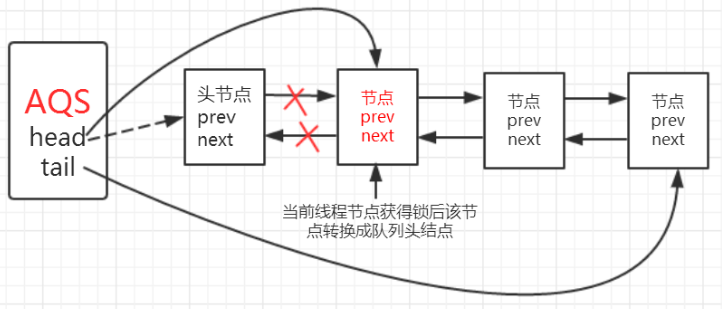 AQS
head
tail
头节点
prev
next
节点
prev
next
节点
prev
next
节点
prev
next
当前线程节点获得锁后该节
点转换成队列头结点